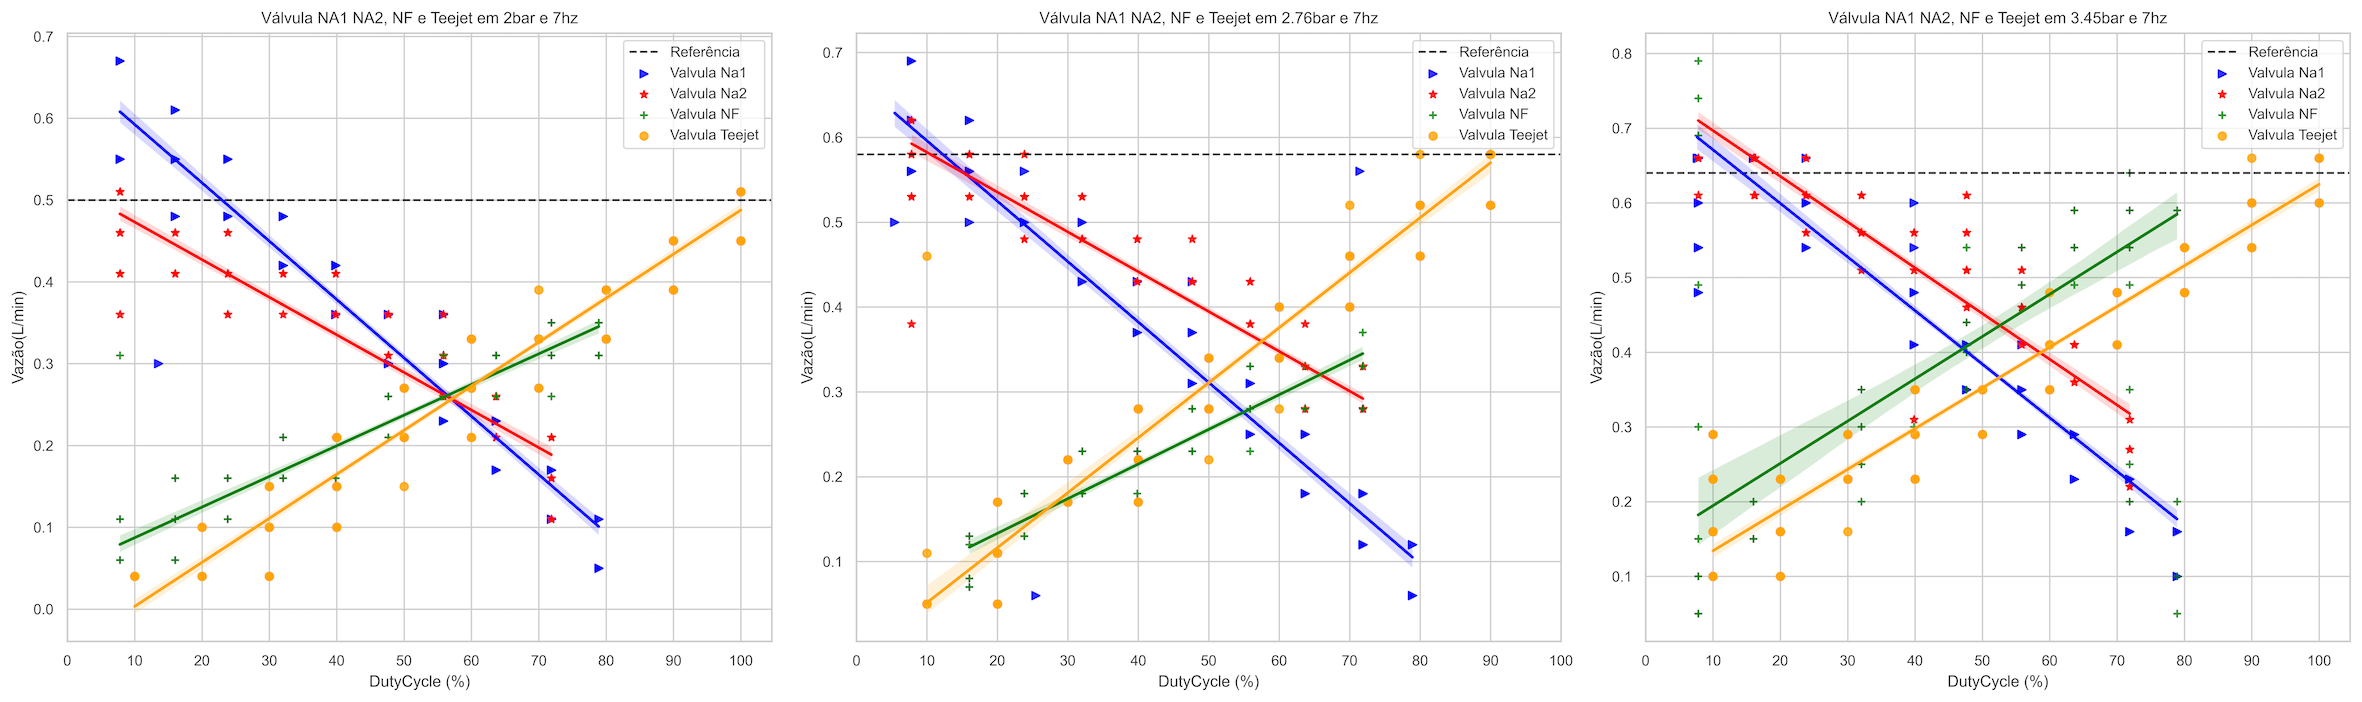 Válvula NA1 NA2, NF e Teejet em 2bar e 7hz
Referência
Valvula Na1
Valvula Na2
Valvula NF
Valvula Teejet
0.7
0.6
0.5
0.4
0.3
0.2
0.1
0.0
Vazão(L/min)
0 10 20 30 40 50 60 70 80 90 100
DutyCycle (%)
Válvula NA1 NA2, NF e Teejet em 2.76bar e 7hz
Referência
Valvula Na1
Valvula Na2
Valvula NF
Valvula Teejet
0.7
0.6
0.5
0.4
0.3
0.2
0.1
Vazão(L/min)
0 10 20 30 40 50 60 70 80 90 100
DutyCycle (%)
Válvula NA1 NA2, NF e Teejet em 3.45bar e 7hz
Referência
Valvula Na1
Valvula Na2
Valvula NF
Valvula Teejet
0.8
0.7
0.6
0.5
0.4
0.3
0.2
0.1
Vazão(L/min)
0 10 20 30 40 50 60 70 80 90 100
DutyCycle (%)